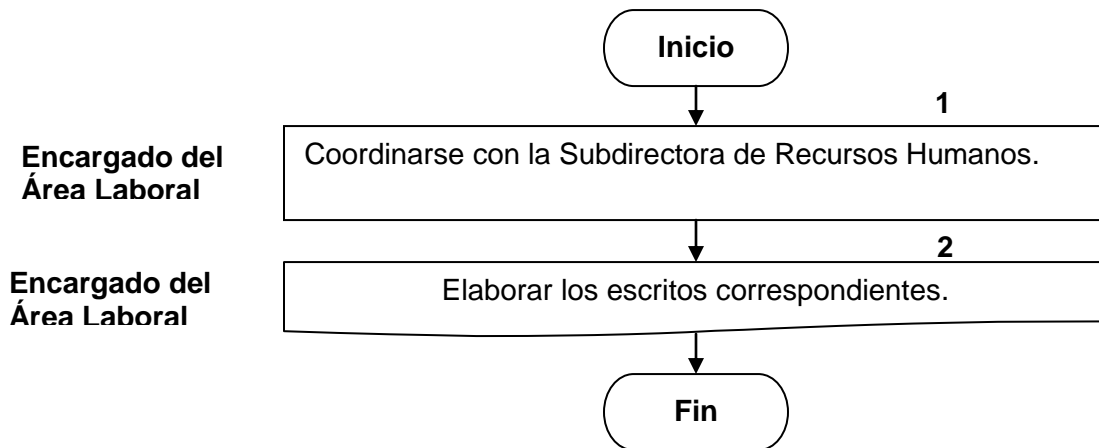 Inicio
1
Encargado del
Área Laboral
Coordinarse con la Subdirectora de Recursos Humanos.
2
Encargado del
Área Laboral
Elaborar los escritos correspondientes.
Fin